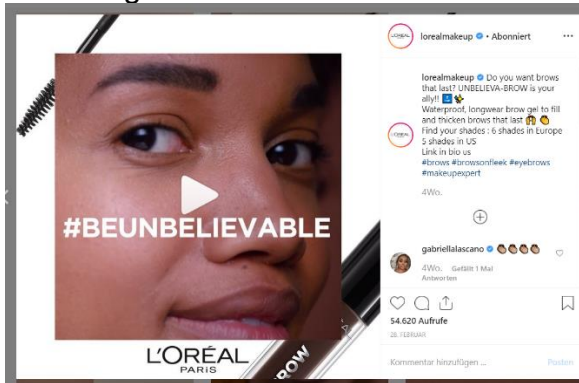 #BEUNBELIEVABLE
L'ORÉAL
PARIS
BROW
lorealmakeup • Abonniert
lorealmakeup Do you want brows
that last? UNBELIEVA-BROW is your
ally!!
Waterproof, longwear brow gel to fill
and thicken brows that last
Find your shades : 6 shades in Europe
5 shades in US
Link in bio us
#brows #browsonfleek #eyebrows
#makeupexpert
4Wo.
gabriellalascano
4Wo. Gefällt 1 Mal
Antworten
54.620 Aufrufe
28. FEBRUAR
Kommentar hinzufügen ...
Posten